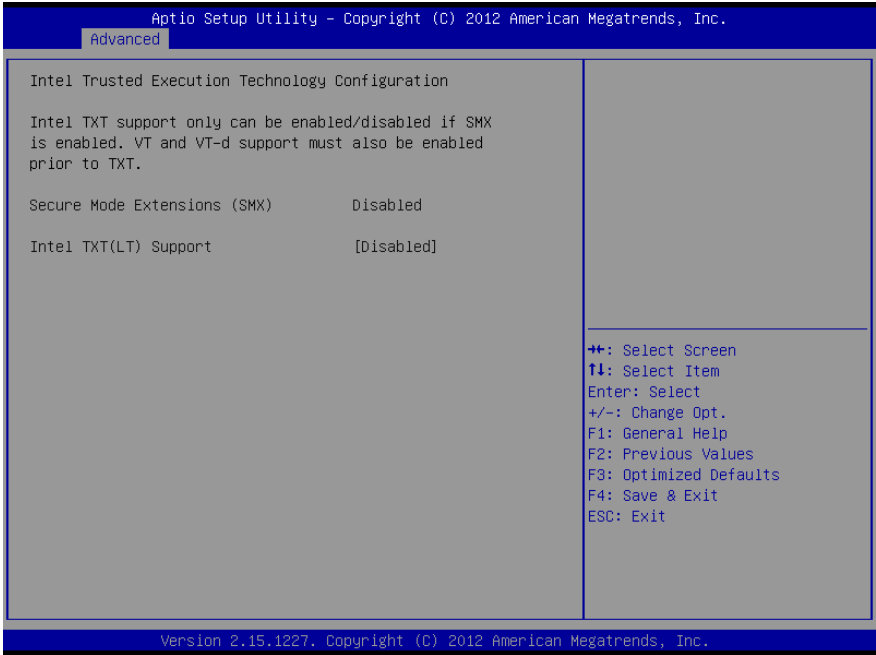 Aptio Setup Utility – Copyright (C) 2012 American Megatrends, Inc.
Advanced
Intel Trusted Execution Technology Configuration
Intel TXT support only can be enabled/disabled if SMX
is enabled. VT and VT-d support must also be enabled
prior to TXT.
Secure Mode Extensions (SMX) Disabled
Intel TXT(LT) Support [Disabled]
→←: Select Screen
↑↓: Select Item
Enter: Select
+/-: Change Opt.
F1: General Help
F2: Previous Values
F3: Optimized Defaults
F4: Save & Exit
ESC: Exit
Version 2.15.1227. Copyright (C) 2012 American Megatrends, Inc.